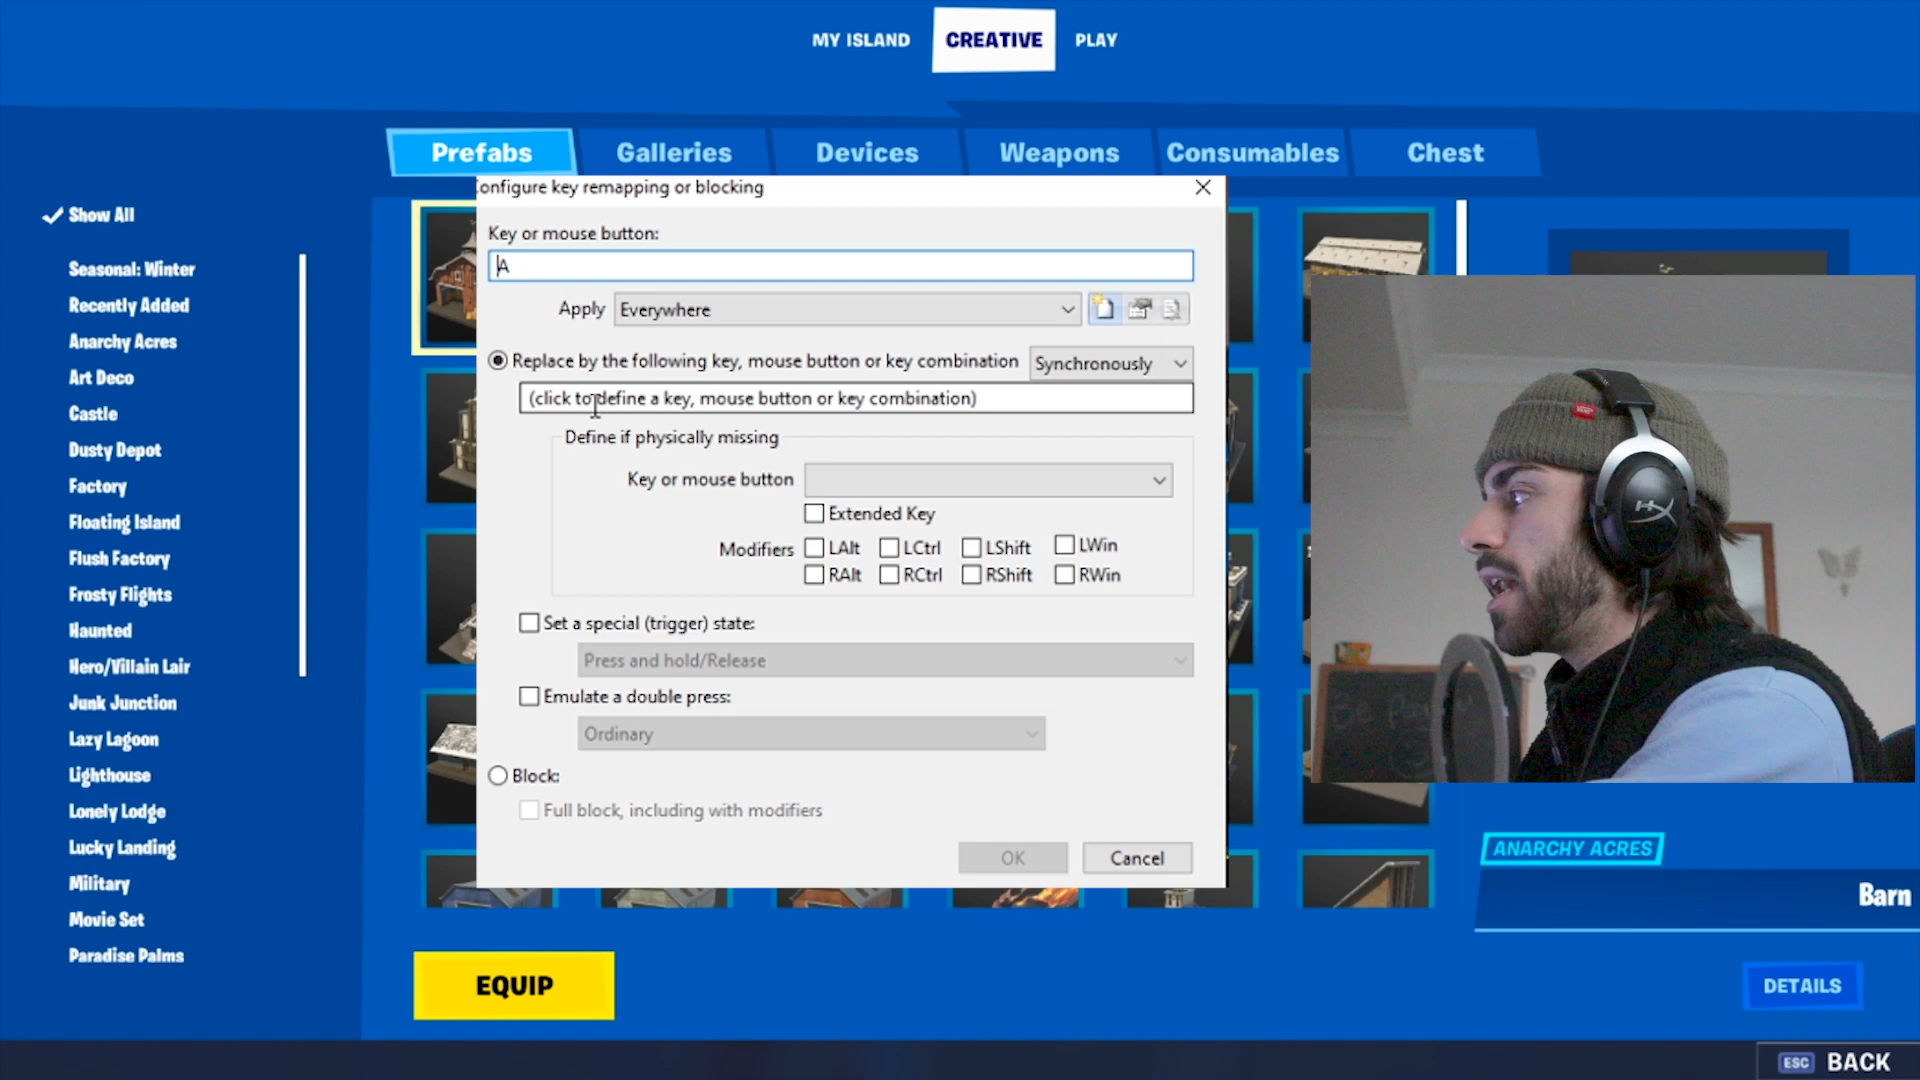 MY ISLAND CREATIVE PLAY
Prefabs Galleries Devices Weapons Consumables Chest
Show All
Seasonal: Winter
Recently Added
Anarchy Acres
Art Deco
Castle
Dusty Depot
Factory
Floating Island
Flush Factory
Frosty Flights
Haunted
Hero/Villain Lair
Junk Junction
Lazy Lagoon
Lighthouse
Lonely Lodge
Lucky Landing
Military
Movie Set
Paradise Palms
onfigure key remapping or blocking
Key or mouse button:
A
Apply Everywhere
Replace by the following key, mouse button or key combination Synchronously
(click to define a key, mouse button or key combination)
Define if physically missing
Key or mouse button
Extended Key
Modifiers LAlt LCtrl LShift LWin
RAlt RCtrl RShift RWin
Set a special (trigger) state:
Press and hold/Release
Emulate a double press:
Ordinary
Block:
Full block, including with modifiers
OK Cancel
ANARCHY ACRES
Barn
EQUIP
DETAILS
ESC BACK